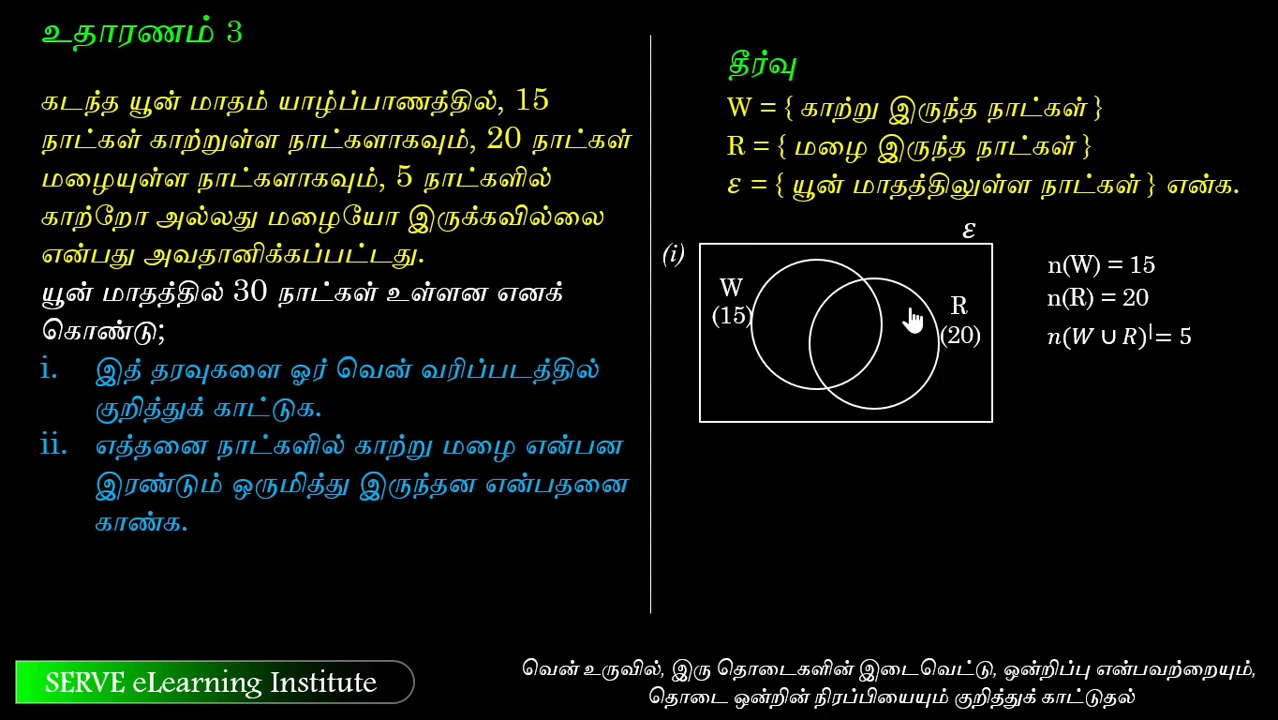 உதாரணம் 3
கடந்த யூன் மாதம் யாழ்ப்பாணத்தில், 15
நாட்கள் காற்றுள்ள நாட்களாகவும், 20 நாட்கள்
மழையுள்ள நாட்களாகவும், 5 நாட்களில்
காற்றோ அல்லது மழையோ இருக்கவில்லை
என்பது அவதானிக்கப்பட்டது.
யூன் மாதத்தில் 30 நாட்கள் உள்ளன எனக்
கொண்டு;
i. இத் தரவுகளை ஓர் வென் வரிப்படத்தில்
குறித்துக் காட்டுக.
ii. எத்தனை நாட்களில் காற்று மழை என்பன
இரண்டும் ஒருமித்து இருந்தன என்பதனை
காண்க.
தீர்வு
W = { காற்று இருந்த நாட்கள் }
R = { மழை இருந்த நாட்கள் }
ε = { யூன் மாதத்திலுள்ள நாட்கள் } என்க.
ε
(i)
W
(15)
R
(20)
n(W) = 15
n(R) = 20
n(W ∪ R)| = 5
SERVE eLearning Institute
வென் உருவில், இரு தொடைகளின் இடைவெட்டு, ஒன்றிப்பு என்பவற்றையும்,
தொடை ஒன்றின் நிரப்பியையும் குறித்துக் காட்டுதல்